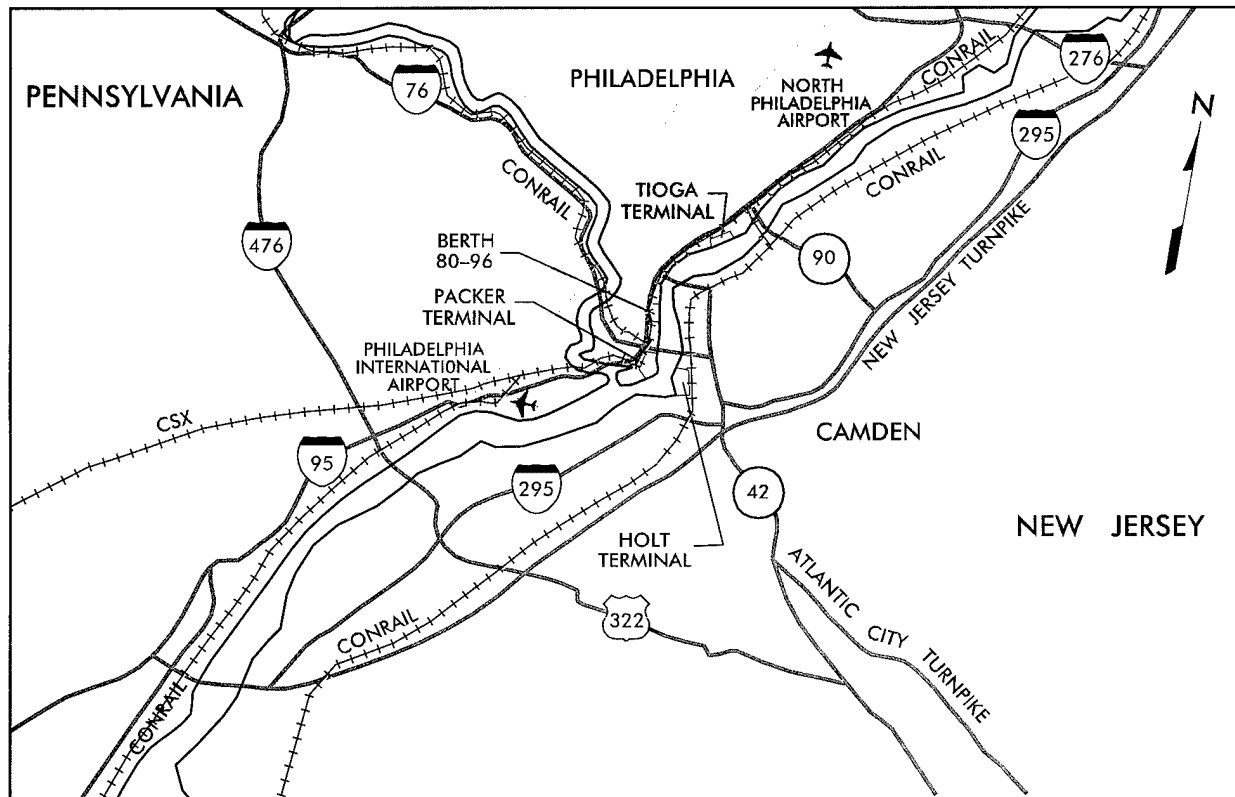 PENNSYLVANIA
76
PHILADELPHIA
NORTH
PHILADELPHIA
AIRPORT
CONRAIL
276
295
N
CONRAIL
CONRAIL
TIOGA
TERMINAL
476
BERTH
80–96
90
PACKER
TERMINAL
NEW JERSEY TURNPIKE
PHILADELPHIA
INTERNATIONAL
AIRPORT
CSX
CAMDEN
95
295
42
NEW JERSEY
HOLT
TERMINAL
ATLANTIC CITY TURNPIKE
322
CONRAIL
CONRAIL